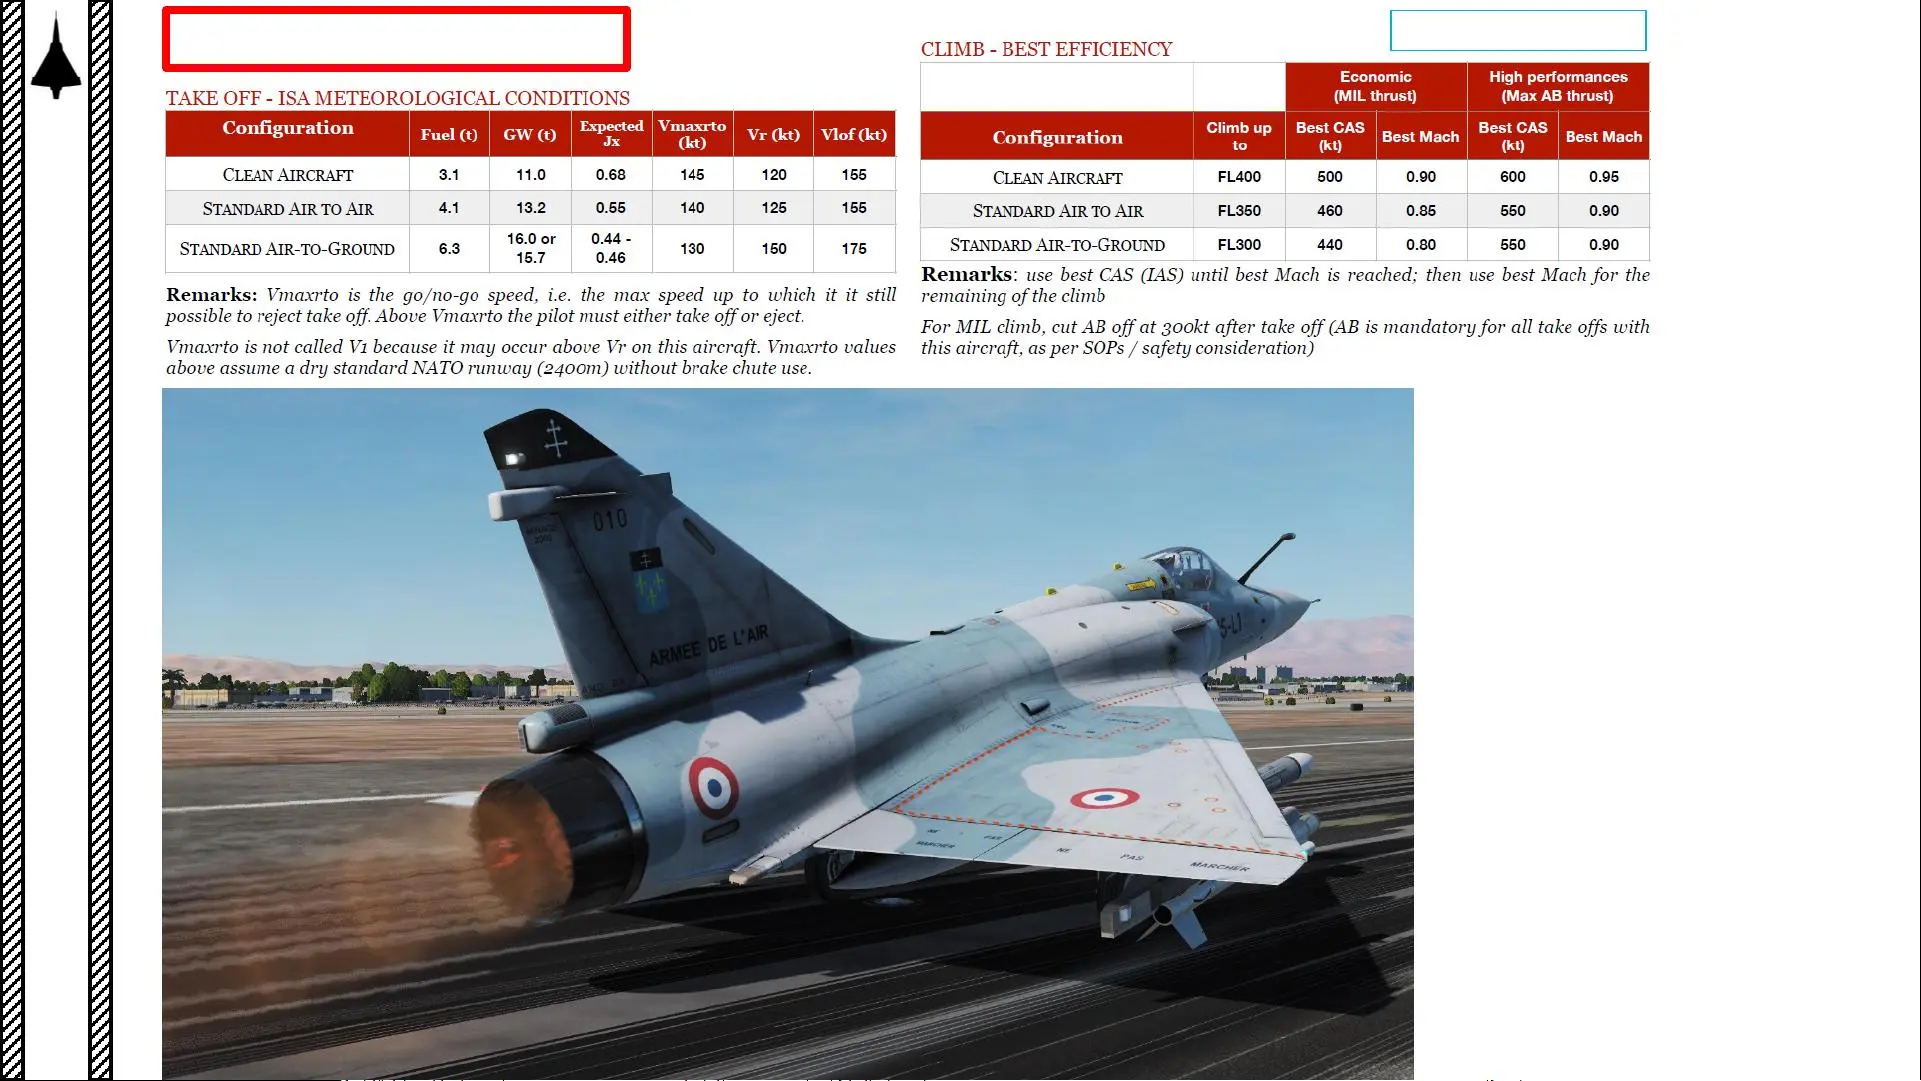 TAKE OFF - ISA METEOROLOGICAL CONDITIONS
Configuration Fuel (t) GW (t) Expected Jx Vmaxrto (kt) Vr (kt) Vlof (kt)
CLEAN AIRCRAFT 3.1 11.0 0.68 145 120 155
STANDARD AIR TO AIR 4.1 13.2 0.55 140 125 155
STANDARD AIR-TO-GROUND 6.3 16.0 or 15.7 0.44 - 0.46 130 150 175
Remarks: Vmaxrto is the go/no-go speed, i.e. the max speed up to which it it still
possible to reject take off. Above Vmaxrto the pilot must either take off or eject.
Vmaxrto is not called V1 because it may occur above Vr on this aircraft. Vmaxrto values
above assume a dry standard NATO runway (2400m) without brake chute use.
CLIMB - BEST EFFICIENCY
Economic (MIL thrust) High performances (Max AB thrust)
Configuration Climb up to Best CAS (kt) Best Mach Best CAS (kt) Best Mach
CLEAN AIRCRAFT FL400 500 0.90 600 0.95
STANDARD AIR TO AIR FL350 460 0.85 550 0.90
STANDARD AIR-TO-GROUND FL300 440 0.80 550 0.90
Remarks: use best CAS (IAS) until best Mach is reached; then use best Mach for the
remaining of the climb
For MIL climb, cut AB off at 300kt after take off (AB is mandatory for all take offs with
this aircraft, as per SOPs / safety consideration)
010
ARMEE DE L'AIR
NE PAS
MARCHER
NE PAS MARCHER